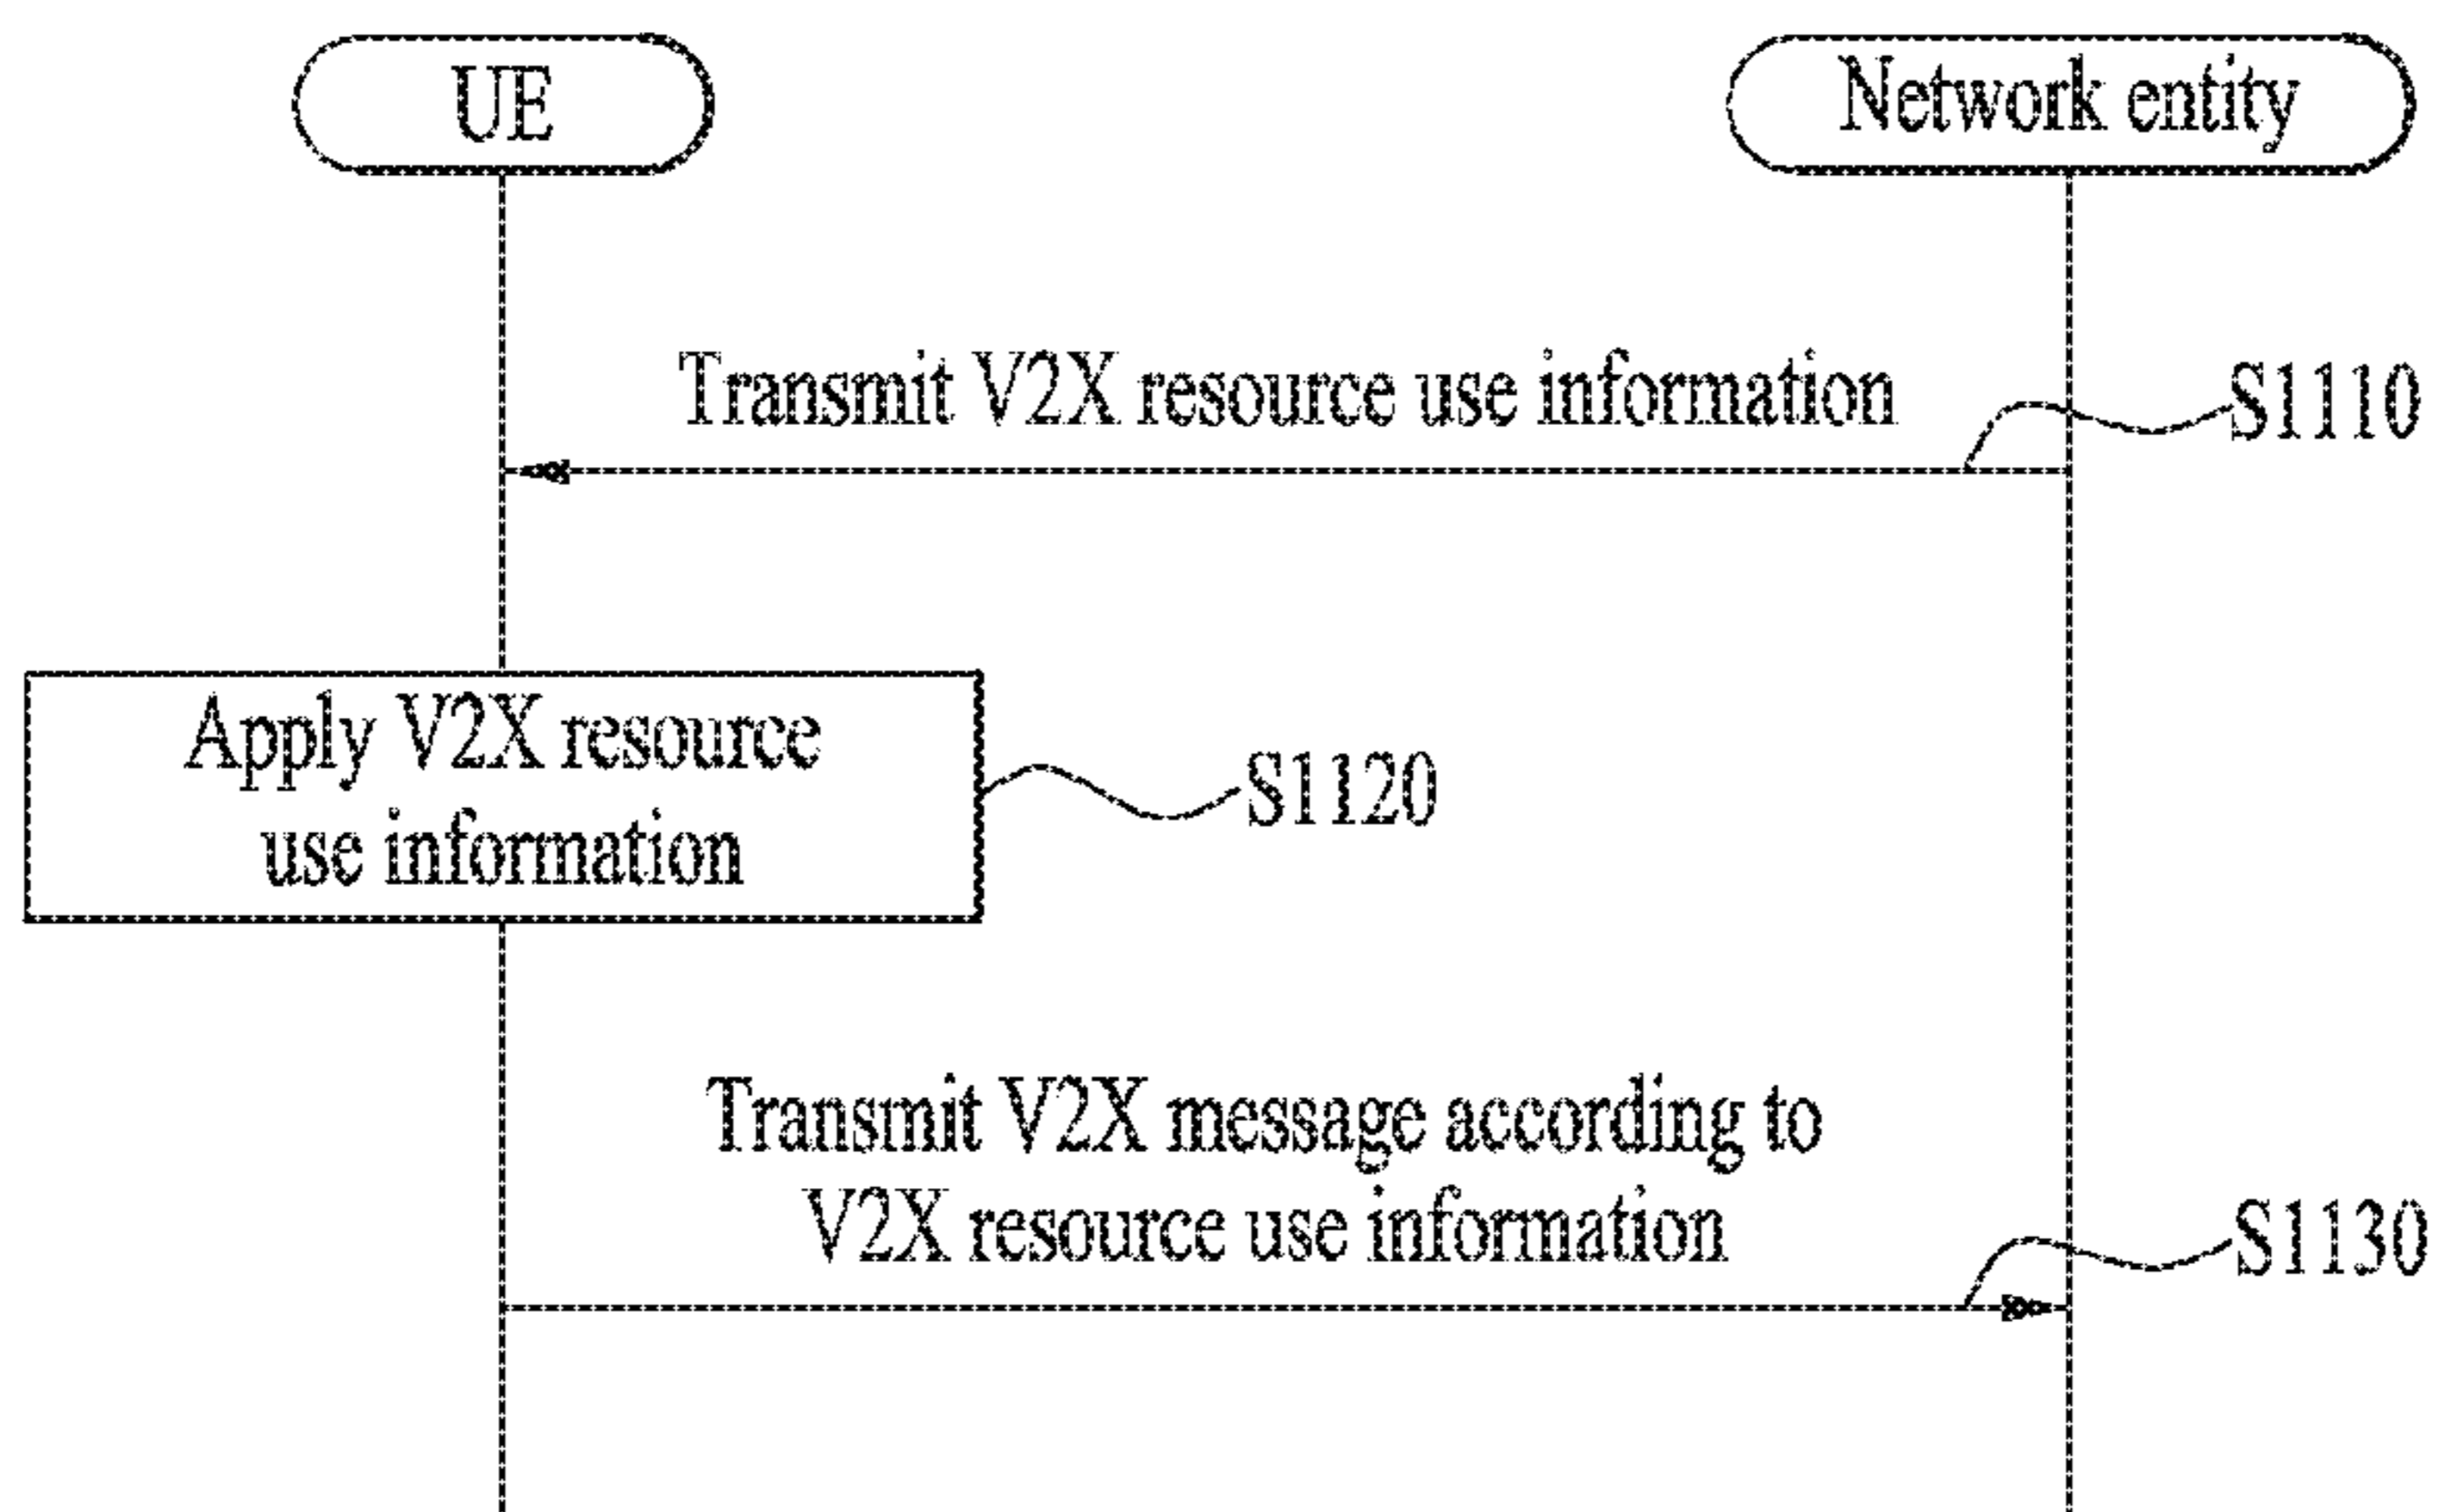 UE
Network entity
Transmit V2X resource use information
S1110
Apply V2X resource
use information
S1120
Transmit V2X message according to
V2X resource use information
S1130